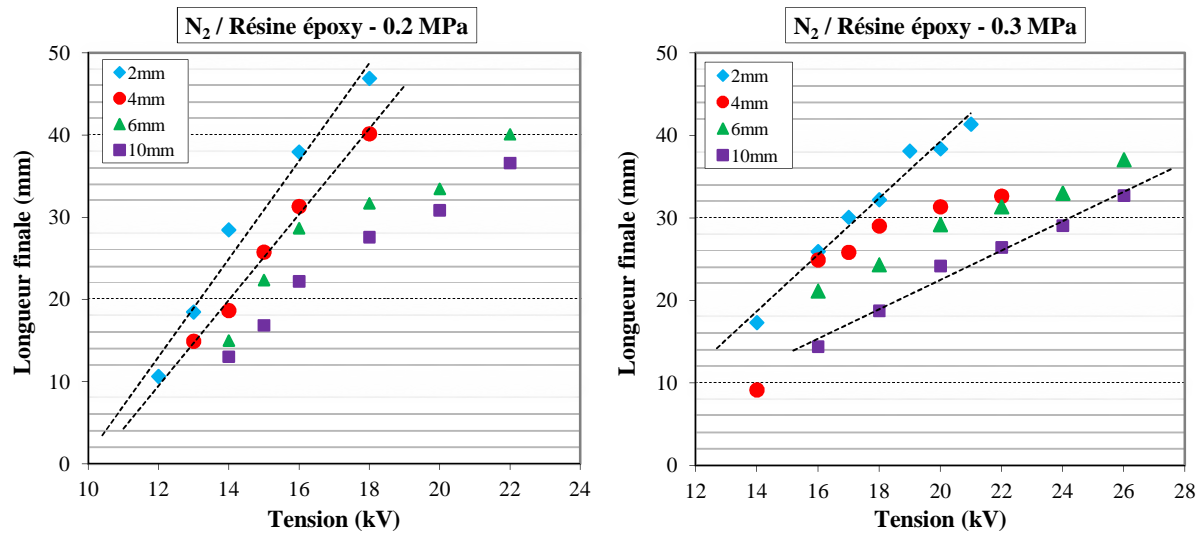 N₂ / Résine époxy - 0.2 MPa
50
40
30
20
10
0
Longueur finale (mm)
2mm
4mm
6mm
10mm
10 12 14 16 18 20 22 24
Tension (kV)
N₂ / Résine époxy - 0.3 MPa
50
40
30
20
10
0
Longueur finale (mm)
2mm
4mm
6mm
10mm
12 14 16 18 20 22 24 26 28
Tension (kV)